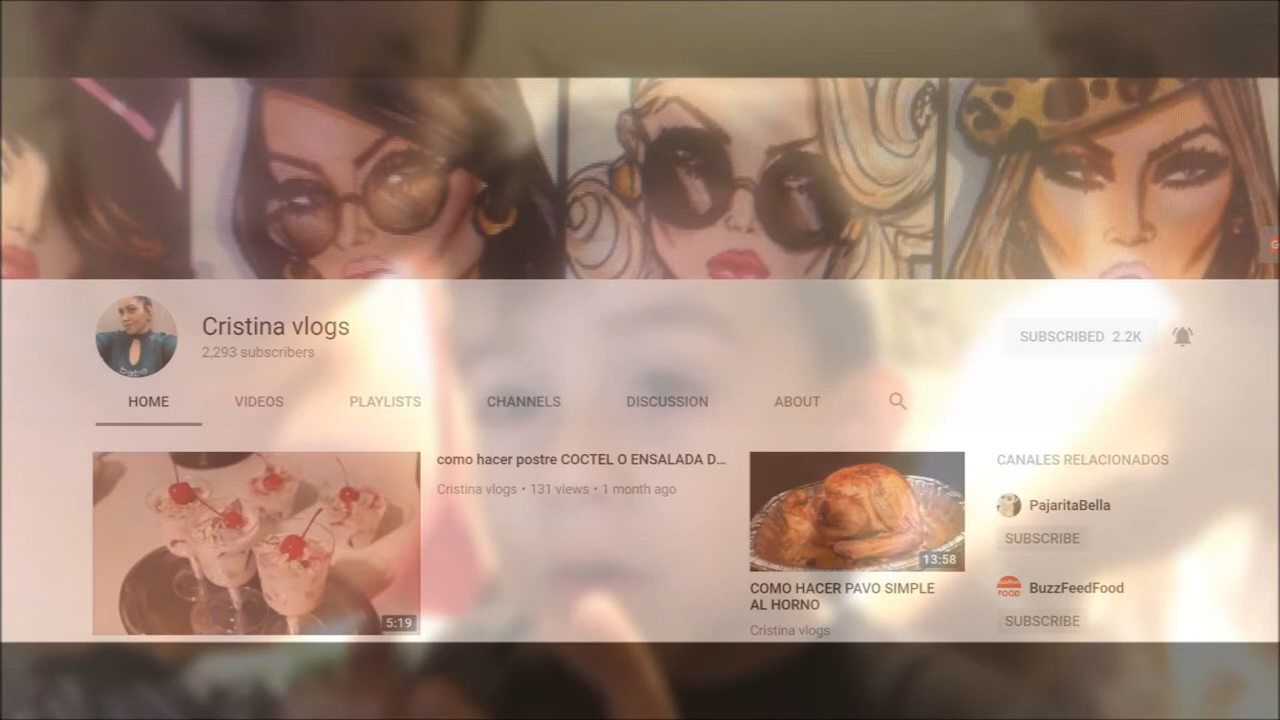 Cristina vlogs
2,293 subscribers
SUBSCRIBED 2.2K
HOME VIDEOS PLAYLISTS CHANNELS DISCUSSION ABOUT
como hacer postre COCTEL O ENSALADA D...
Cristina vlogs • 131 views • 1 month ago
5:19
13:58
COMO HACER PAVO SIMPLE
AL HORNO
Cristina vlogs
CANALES RELACIONADOS
PajaritaBella
SUBSCRIBE
FOOD
BuzzFeedFood
SUBSCRIBE